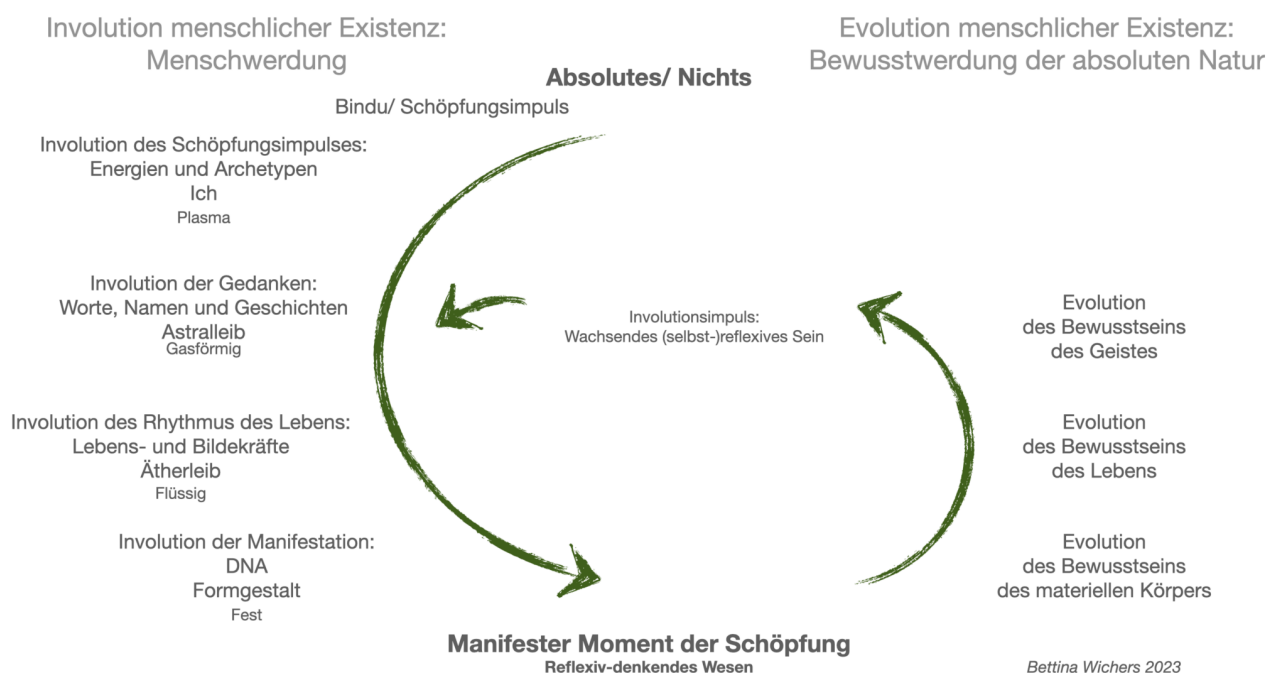 Involution menschlicher Existenz:
Menschwerdung
Evolution menschlicher Existenz:
Bewusstwerdung der absoluten Natur
Absolutes/ Nichts
Bindu/ Schöpfungsimpuls
Involution des Schöpfungsimpulses:
Energien und Archetypen
Ich
Plasma
Involution der Gedanken:
Worte, Namen und Geschichten
Astralleib
Gasförmig
Involutionsimpuls:
Wachsendes (selbst-)reflexives Sein
Evolution
des Bewusstseins
des Geistes
Involution des Rhythmus des Lebens:
Lebens- und Bildekräfte
Ätherleib
Flüssig
Evolution
des Bewusstseins
des Lebens
Involution der Manifestation:
DNA
Formgestalt
Fest
Evolution
des Bewusstseins
des materiellen Körpers
Manifester Moment der Schöpfung
Reflexiv-denkendes Wesen
Bettina Wichers 2023